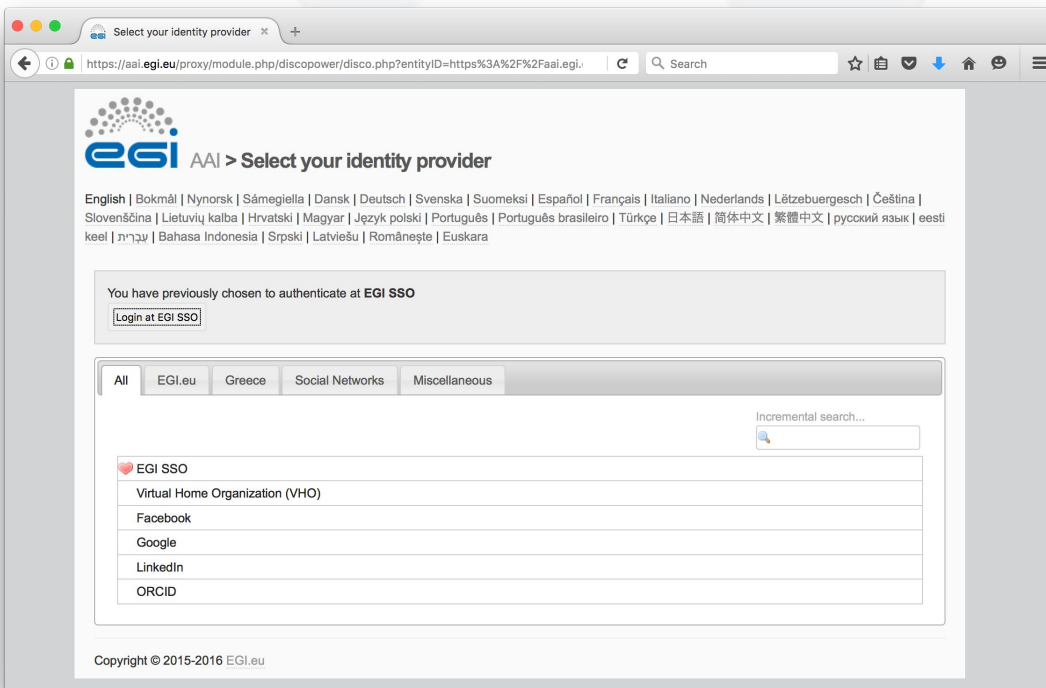 Select your identity provider
https://aai.egi.eu/proxy/module.php/discopower/disco.php?entityID=https%3A%2F%2Faai.egi.
Search
egi
AAI > Select your identity provider
English | Bokmål | Nynorsk | Sámegiella | Dansk | Deutsch | Svenska | Suomeksi | Español | Français | Italiano | Nederlands | Lëtzebuergesch | Čeština |
Slovenščina | Lietuvių kalba | Hrvatski | Magyar | Język polski | Português | Português brasileiro | Türkçe | 日本語 | 简体中文 | 繁體中文 | русский язык | eesti
keel | עִבְרִית | Bahasa Indonesia | Srpski | Latviešu | Românește | Euskara
You have previously chosen to authenticate at EGI SSO
Login at EGI SSO
All EGI.eu Greece Social Networks Miscellaneous
Incremental search...
EGI SSO
Virtual Home Organization (VHO)
Facebook
Google
LinkedIn
ORCID
Copyright © 2015-2016 EGI.eu